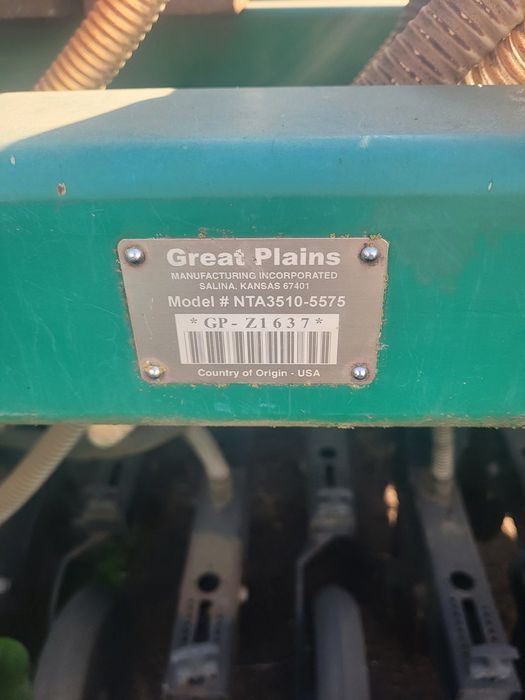 Great Plains
MANUFACTURING INCORPORATED
SALINA, KANSAS 67401
Model # NTA3510-5575
*GP-Z1637*
Country of Origin - USA